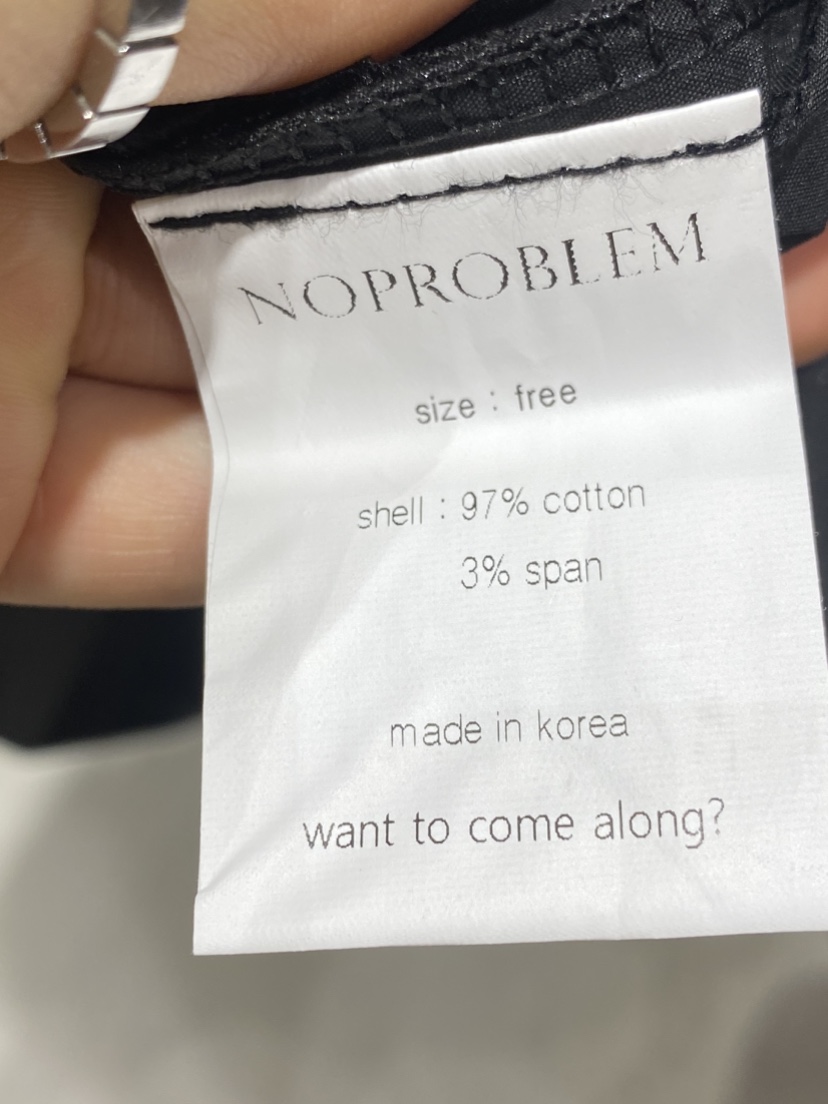 NOPROBLEM
size : free
shell : 97% cotton
3% span
made in korea
want to come along?